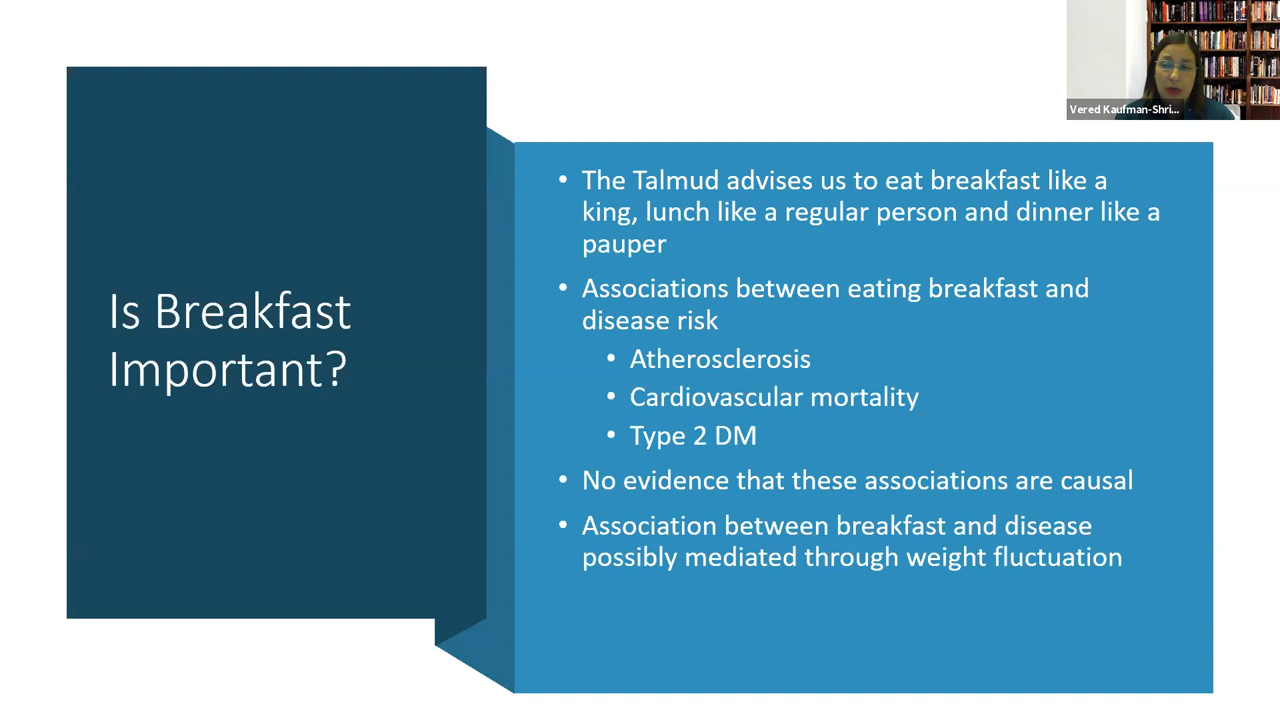 Vered Kaufman-Shri...
Is Breakfast
Important?
• The Talmud advises us to eat breakfast like a
king, lunch like a regular person and dinner like a
pauper
• Associations between eating breakfast and
disease risk
• Atherosclerosis
• Cardiovascular mortality
• Type 2 DM
• No evidence that these associations are causal
• Association between breakfast and disease
possibly mediated through weight fluctuation